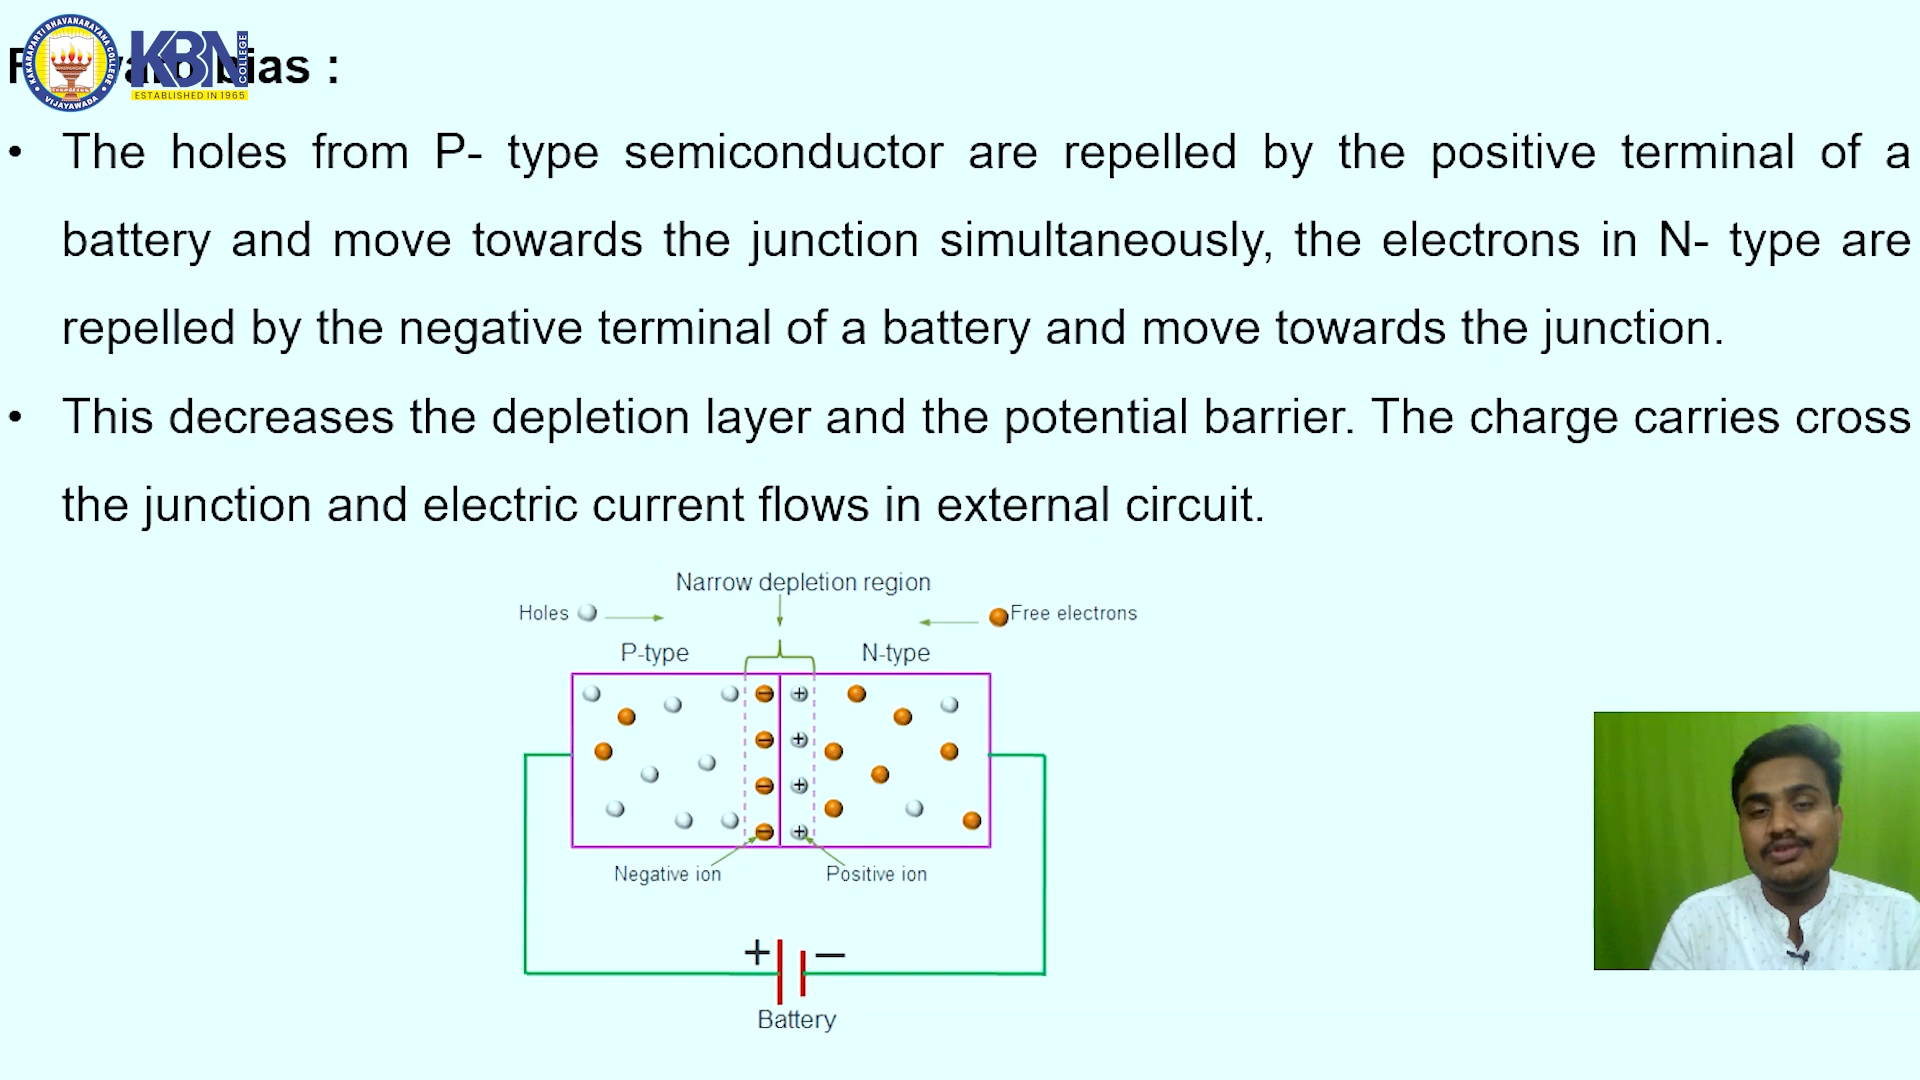 KAKARAPARTI BHAVANARAYANA COLLEGE
VIJAYAWADA
KBN
COLLEGE
ESTABLISHED IN 1965
bias :
• The holes from P- type semiconductor are repelled by the positive terminal of a
battery and move towards the junction simultaneously, the electrons in N- type are
repelled by the negative terminal of a battery and move towards the junction.
• This decreases the depletion layer and the potential barrier. The charge carries cross
the junction and electric current flows in external circuit.
Narrow depletion region
Holes
Free electrons
P-type
N-type
Negative ion
Positive ion
+ –
Battery